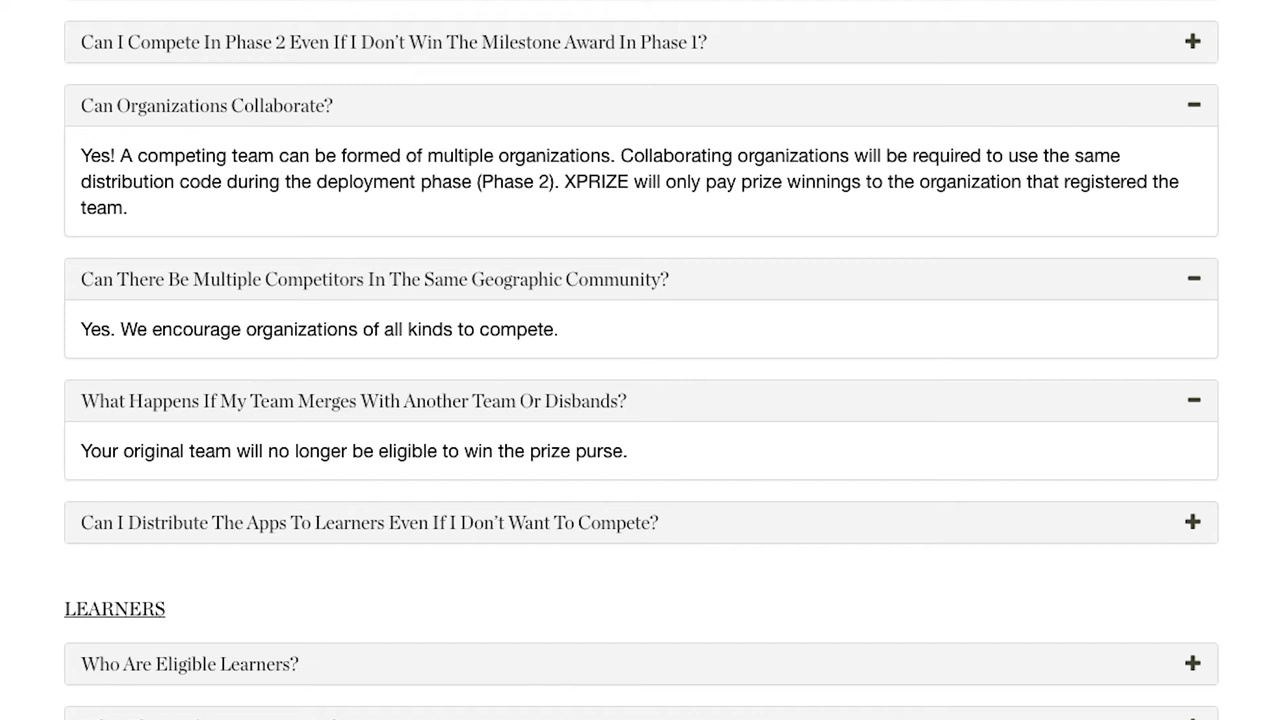 Can I Compete In Phase 2 Even If I Don’t Win The Milestone Award In Phase 1?
Can Organizations Collaborate?
Yes! A competing team can be formed of multiple organizations. Collaborating organizations will be required to use the same
distribution code during the deployment phase (Phase 2). XPRIZE will only pay prize winnings to the organization that registered the
team.
Can There Be Multiple Competitors In The Same Geographic Community?
Yes. We encourage organizations of all kinds to compete.
What Happens If My Team Merges With Another Team Or Disbands?
Your original team will no longer be eligible to win the prize purse.
Can I Distribute The Apps To Learners Even If I Don’t Want To Compete?
LEARNERS
Who Are Eligible Learners?